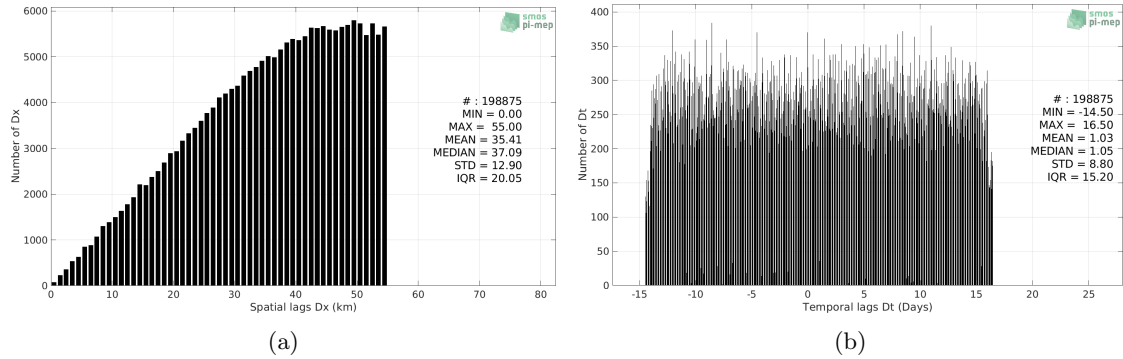 6000
5000
4000
3000
2000
1000
0
Number of Dx
smos
pi-mep
# : 198875
MIN = 0.00
MAX = 55.00
MEAN = 35.41
MEDIAN = 37.09
STD = 12.90
IQR = 20.05
0 10 20 30 40 50 60 70 80
Spatial lags Dx (km)
(a)
400
350
300
250
200
150
100
50
0
Number of Dt
smos
pi-mep
# : 198875
MIN = -14.50
MAX = 16.50
MEAN = 1.03
MEDIAN = 1.05
STD = 8.80
IQR = 15.20
-15 -10 -5 0 5 10 15 20 25
Temporal lags Dt (Days)
(b)